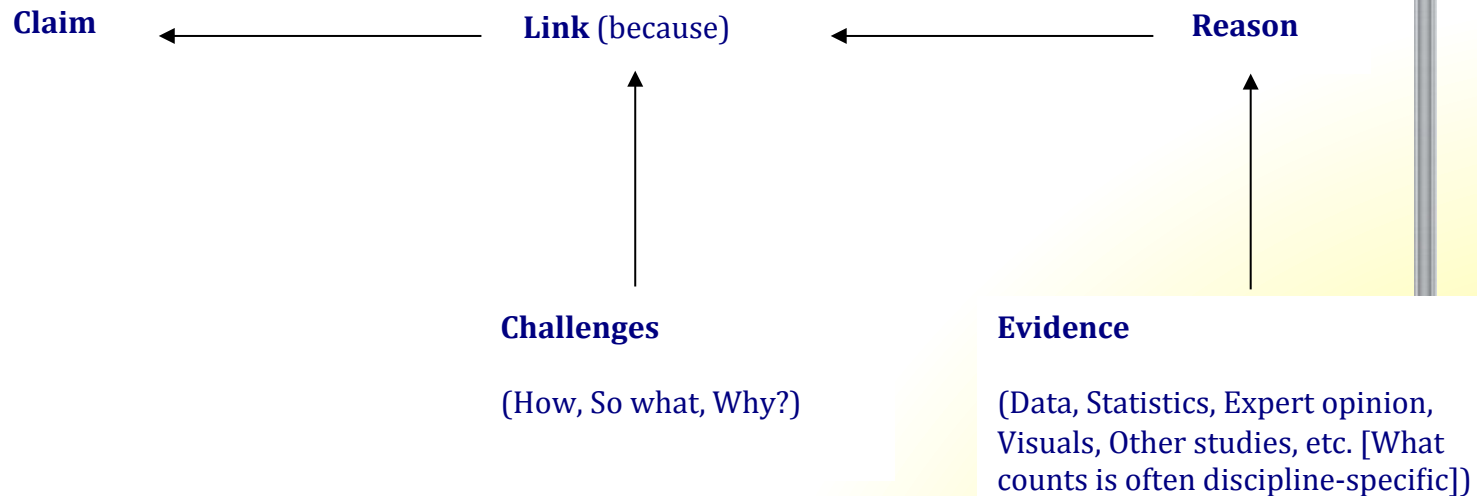 Claim
Link (because)
Reason
Challenges
(How, So what, Why?)
Evidence
(Data, Statistics, Expert opinion,
Visuals, Other studies, etc. [What
counts is often discipline-specific])